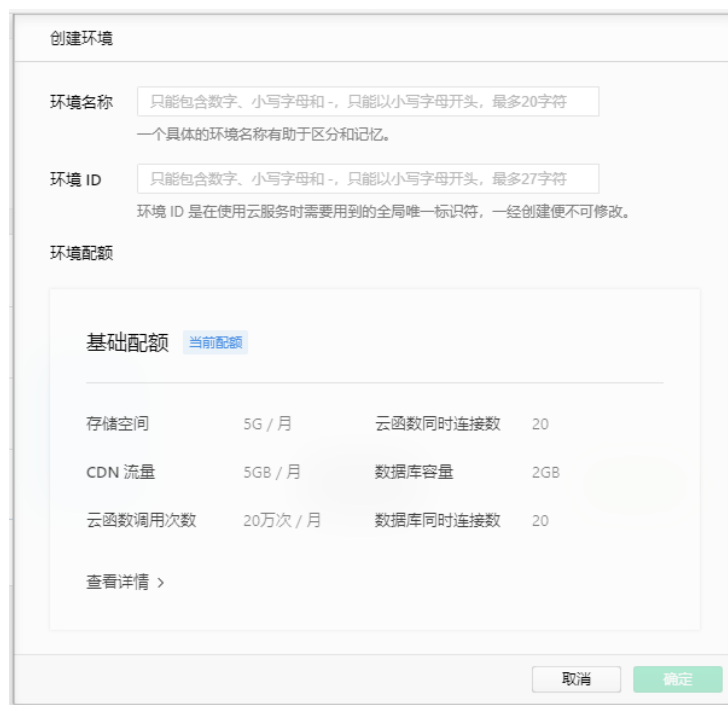 创建环境
环境名称 只能包含数字、小写字母和 -，只能以小写字母开头，最多20字符
一个具体的环境名称有助于区分和记忆。
环境 ID 只能包含数字、小写字母和 -，只能以小写字母开头，最多27字符
环境 ID 是在使用云服务时需要用到的全局唯一标识符，一经创建便不可修改。
环境配额
基础配额 当前配额
存储空间 5G / 月 云函数同时连接数 20
CDN 流量 5GB / 月 数据库容量 2GB
云函数调用次数 20万次 / 月 数据库同时连接数 20
查看详情 >
取消 确定